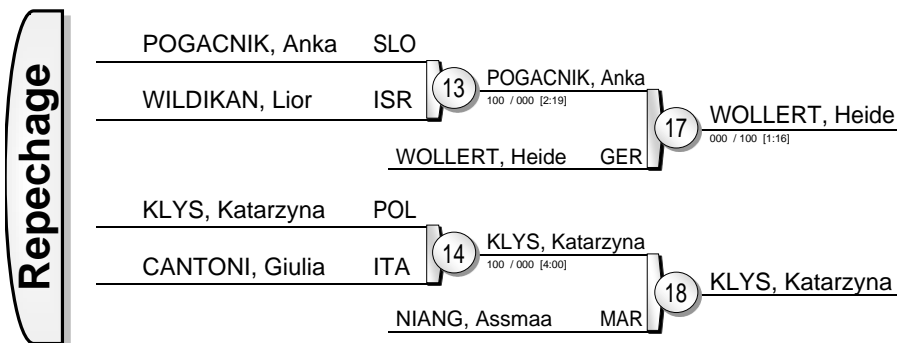 Repechage
POGACNIK, Anka SLO
WILDIKAN, Lior ISR
13
POGACNIK, Anka
100 / 000 [2:19]
WOLLERT, Heide GER
17
WOLLERT, Heide
000 / 100 [1:16]
KLYS, Katarzyna POL
CANTONI, Giulia ITA
14
KLYS, Katarzyna
100 / 000 [4:00]
NIANG, Assmaa MAR
18
KLYS, Katarzyna